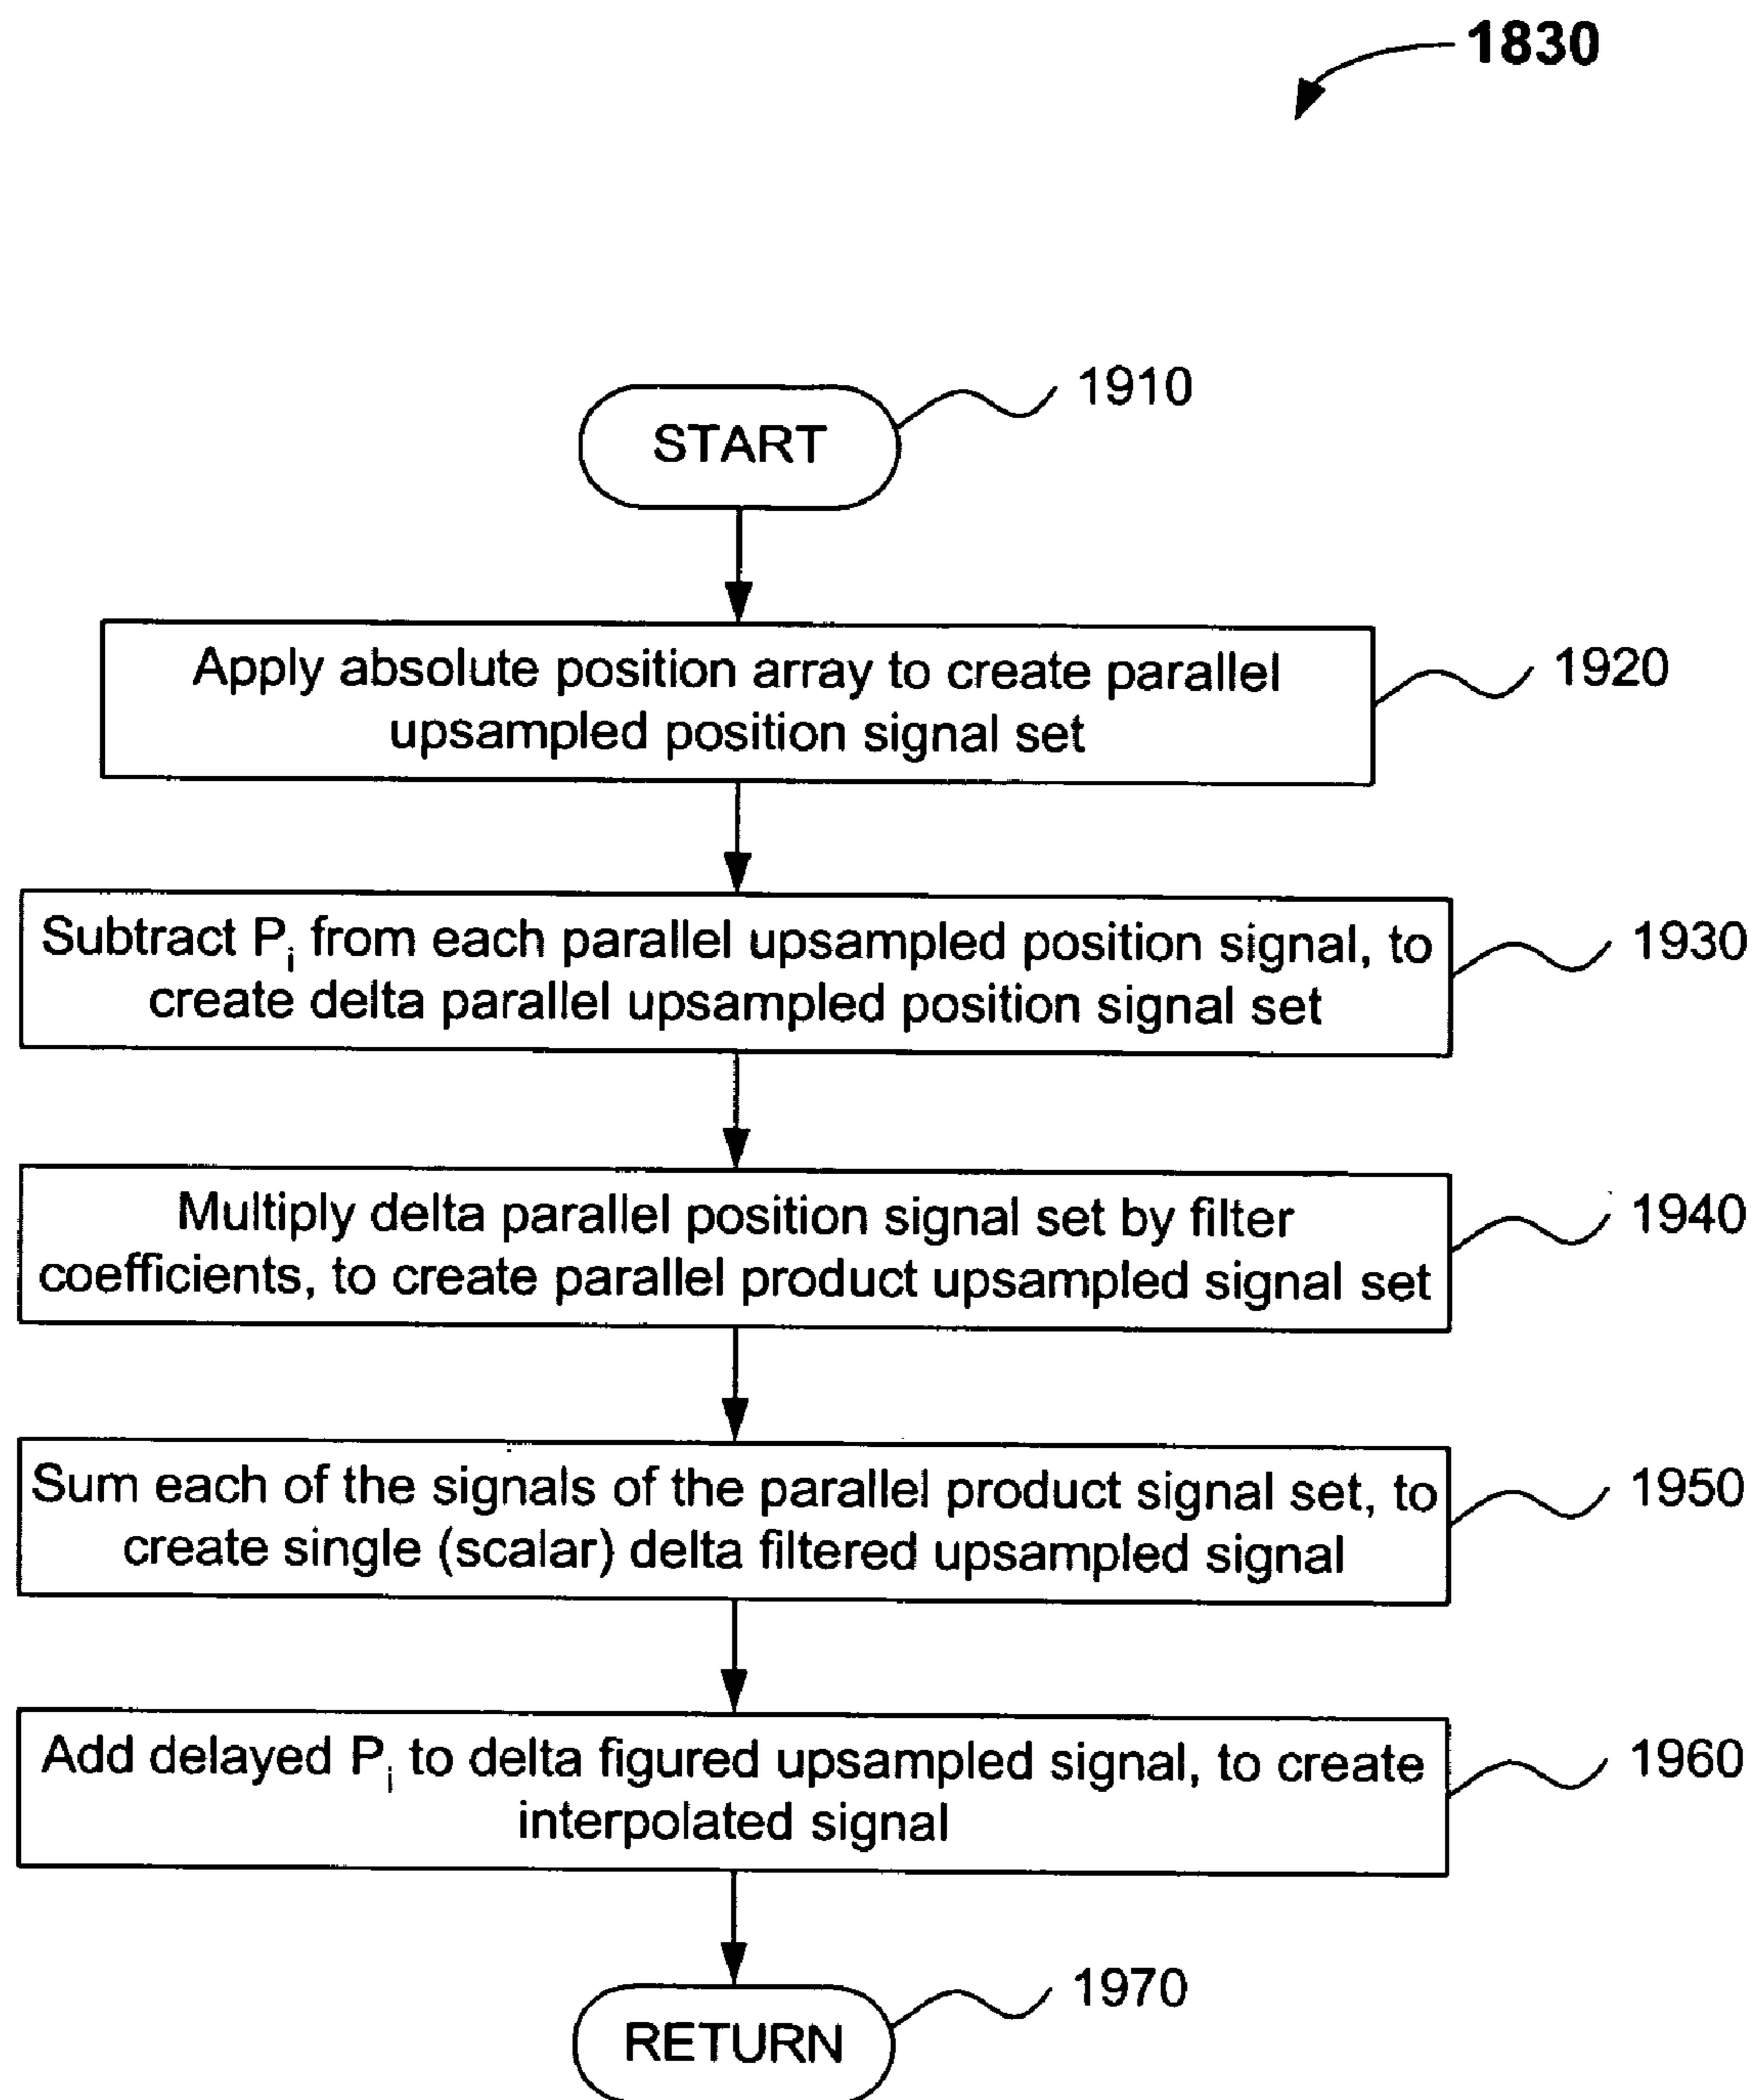 1830
1910
START
Apply absolute position array to create parallel
upsampled position signal set
1920
Subtract Pi from each parallel upsampled position signal, to
create delta parallel upsampled position signal set
1930
Multiply delta parallel position signal set by filter
coefficients, to create parallel product upsampled signal set
1940
Sum each of the signals of the parallel product signal set, to
create single (scalar) delta filtered upsampled signal
1950
Add delayed Pi to delta figured upsampled signal, to create
interpolated signal
1960
1970
RETURN